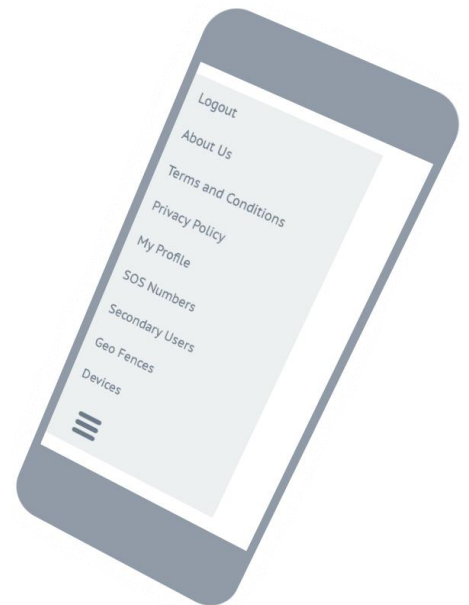 Logout
About Us
Terms and Conditions
Privacy Policy
My Profile
SOS Numbers
Secondary Users
Geo Fences
Devices